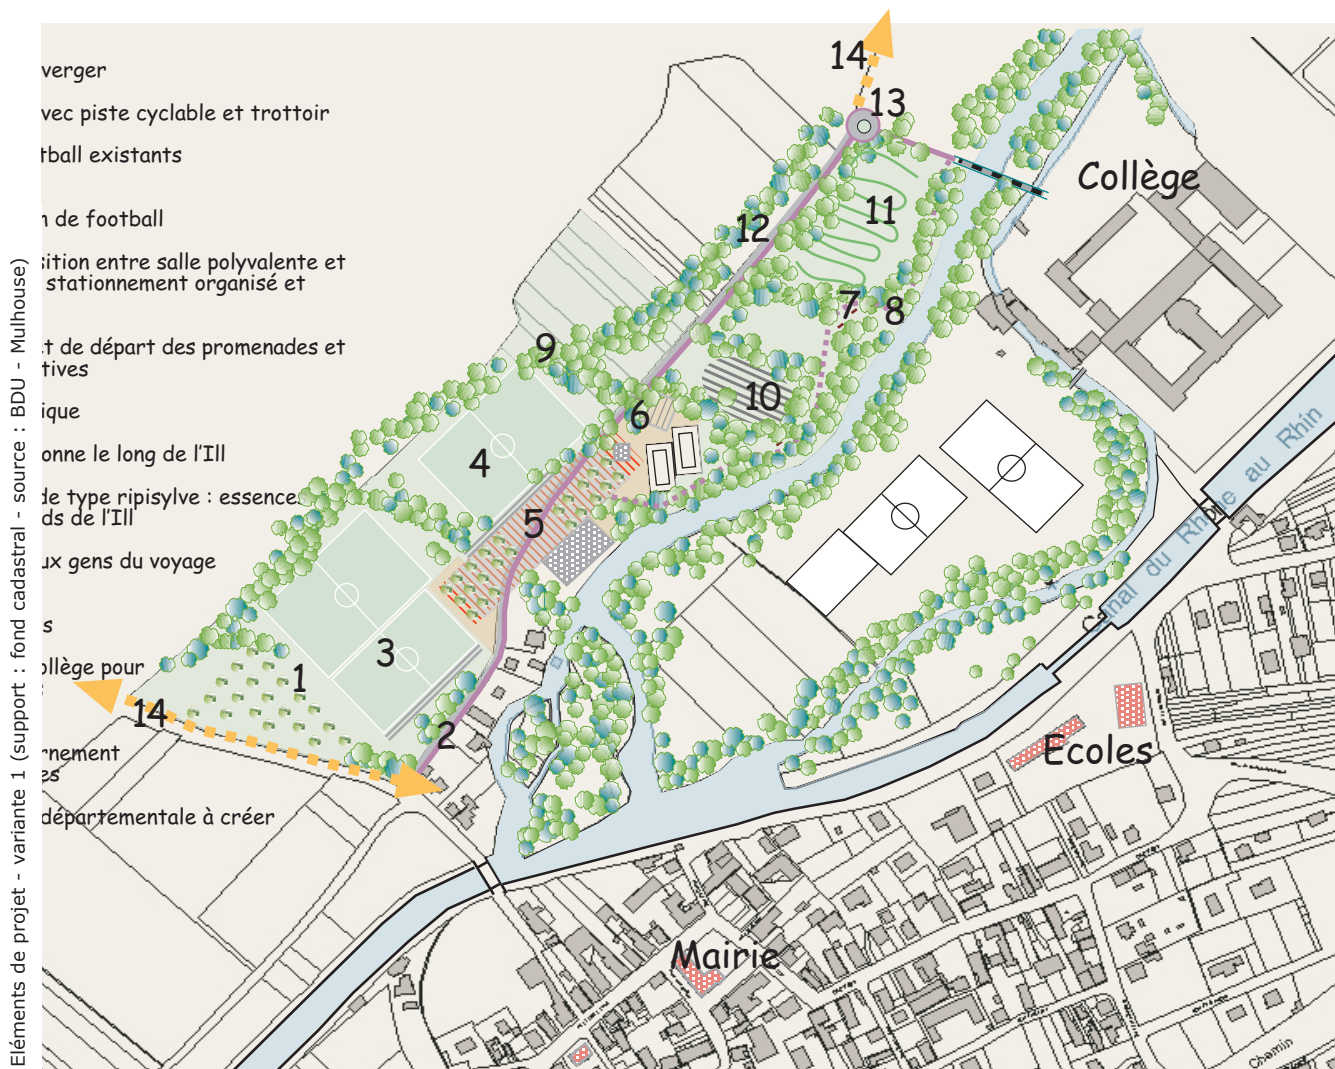 verger
vec piste cyclable et trottoir
tball existants
n de football
sition entre salle polyvalente et
stationnement organisé et
t de départ des promenades et
tives
ique
onne le long de l'Ill
de type ripisylve : essences
ds de l'Ill
ux gens du voyage
s
ollège pour
rnement
es
départementale à créer
Eléments de projet - variante 1 (support : fond cadastral - source : BDU - Mulhouse)
14
13
Collège
12
11
7
8
9
10
6
4
5
3
1
14
2
Canal du Rhône au Rhin
Ecoles
Mairie
Chemin